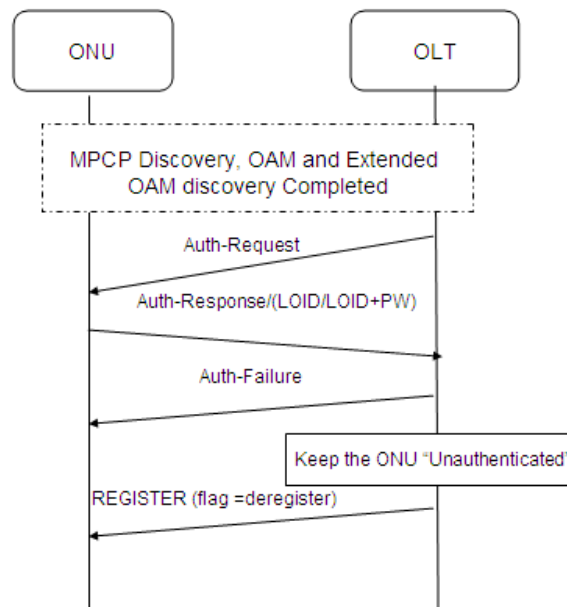 ONU
OLT
MPCP Discovery, OAM and Extended
OAM discovery Completed
Auth-Request
Auth-Response/(LOID/LOID+PW)
Auth-Failure
Keep the ONU “Unauthenticated”
REGISTER (flag =deregister)